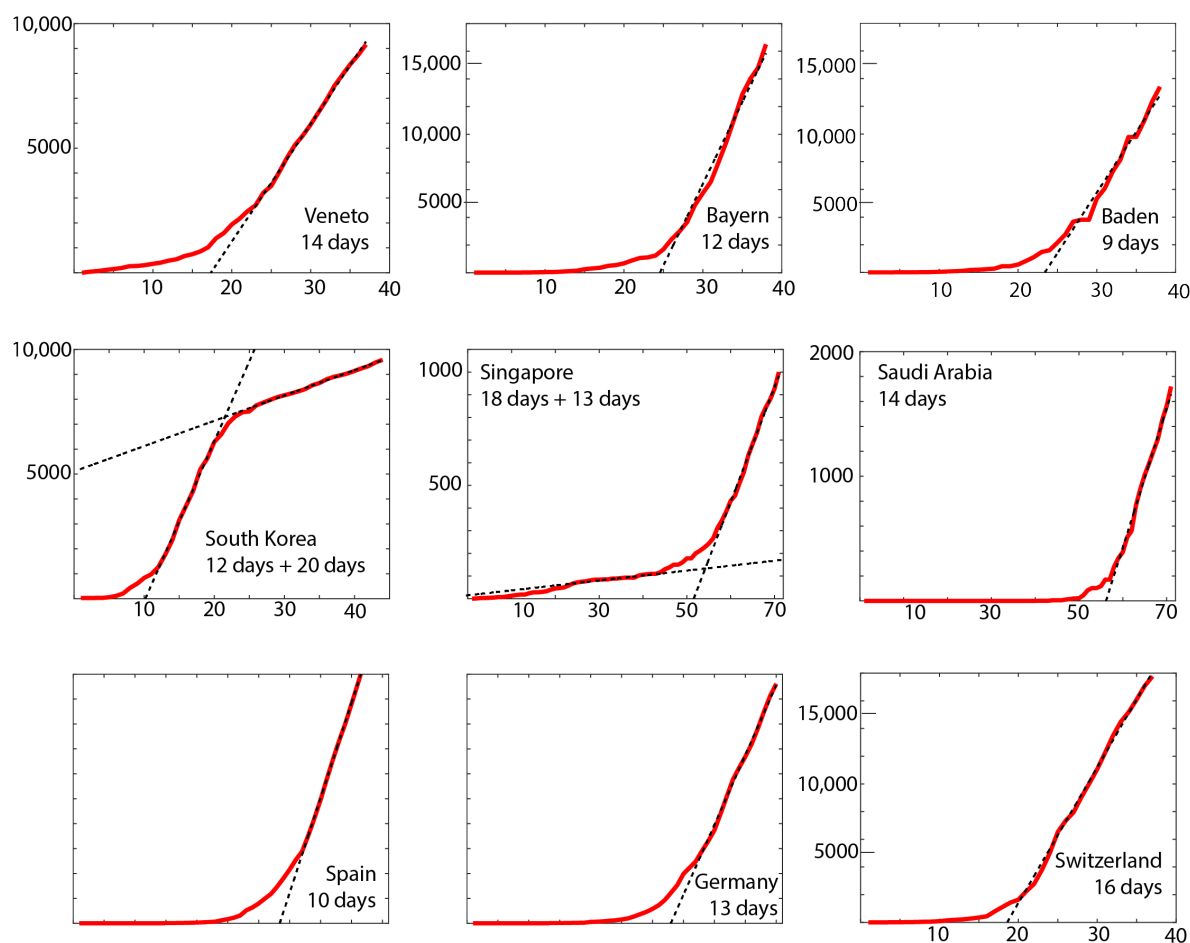 10,000
5000
Veneto
14 days
10
20
30
40
15,000
10,000
5000
Bayern
12 days
10
20
30
40
15,000
10,000
5000
Baden
9 days
10
20
30
40
10,000
5000
South Korea
12 days + 20 days
10
20
30
40
1000
500
Singapore
18 days + 13 days
10
30
50
70
2000
1000
Saudi Arabia
14 days
10
30
50
70
Spain
10 days
Germany
13 days
15,000
10,000
5000
Switzerland
16 days
10
20
30
40